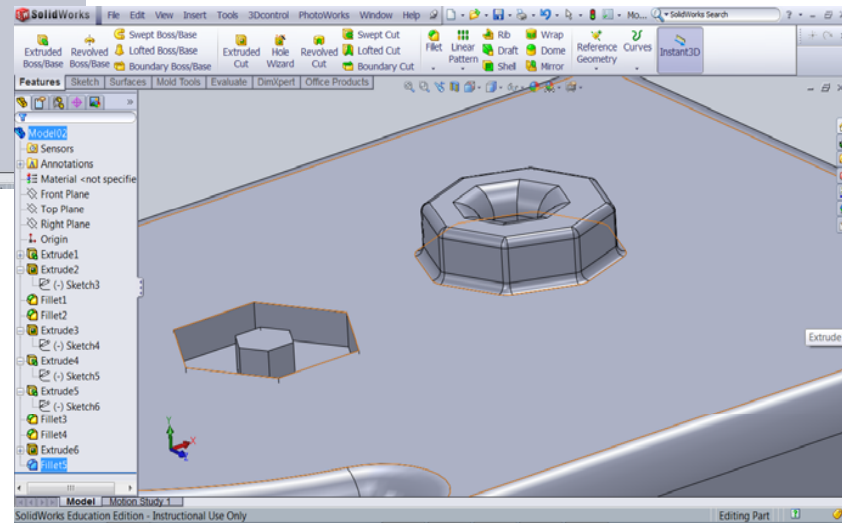 SolidWorks File Edit View Insert Tools 3Dcontrol PhotoWorks Window Help Mo... SolidWorks Search
Extruded Boss/Base
Revolved Boss/Base
Swept Boss/Base
Lofted Boss/Base
Boundary Boss/Base
Extruded Cut
Hole Wizard
Revolved Cut
Swept Cut
Lofted Cut
Boundary Cut
Fillet
Linear Pattern
Rib
Draft
Shell
Wrap
Dome
Mirror
Reference Geometry
Curves
Instant3D
Features Sketch Surfaces Mold Tools Evaluate DimXpert Office Products
Model02
Sensors
Annotations
Material <not specifie
Front Plane
Top Plane
Right Plane
Origin
Extrude1
Extrude2
(-) Sketch3
Fillet1
Fillet2
Extrude3
(-) Sketch4
Extrude4
(-) Sketch5
Extrude5
(-) Sketch6
Fillet3
Fillet4
Extrude6
Fillet5
Extrude
Y
X
Z
Model Motion Study 1
SolidWorks Education Edition - Instructional Use Only Editing Part